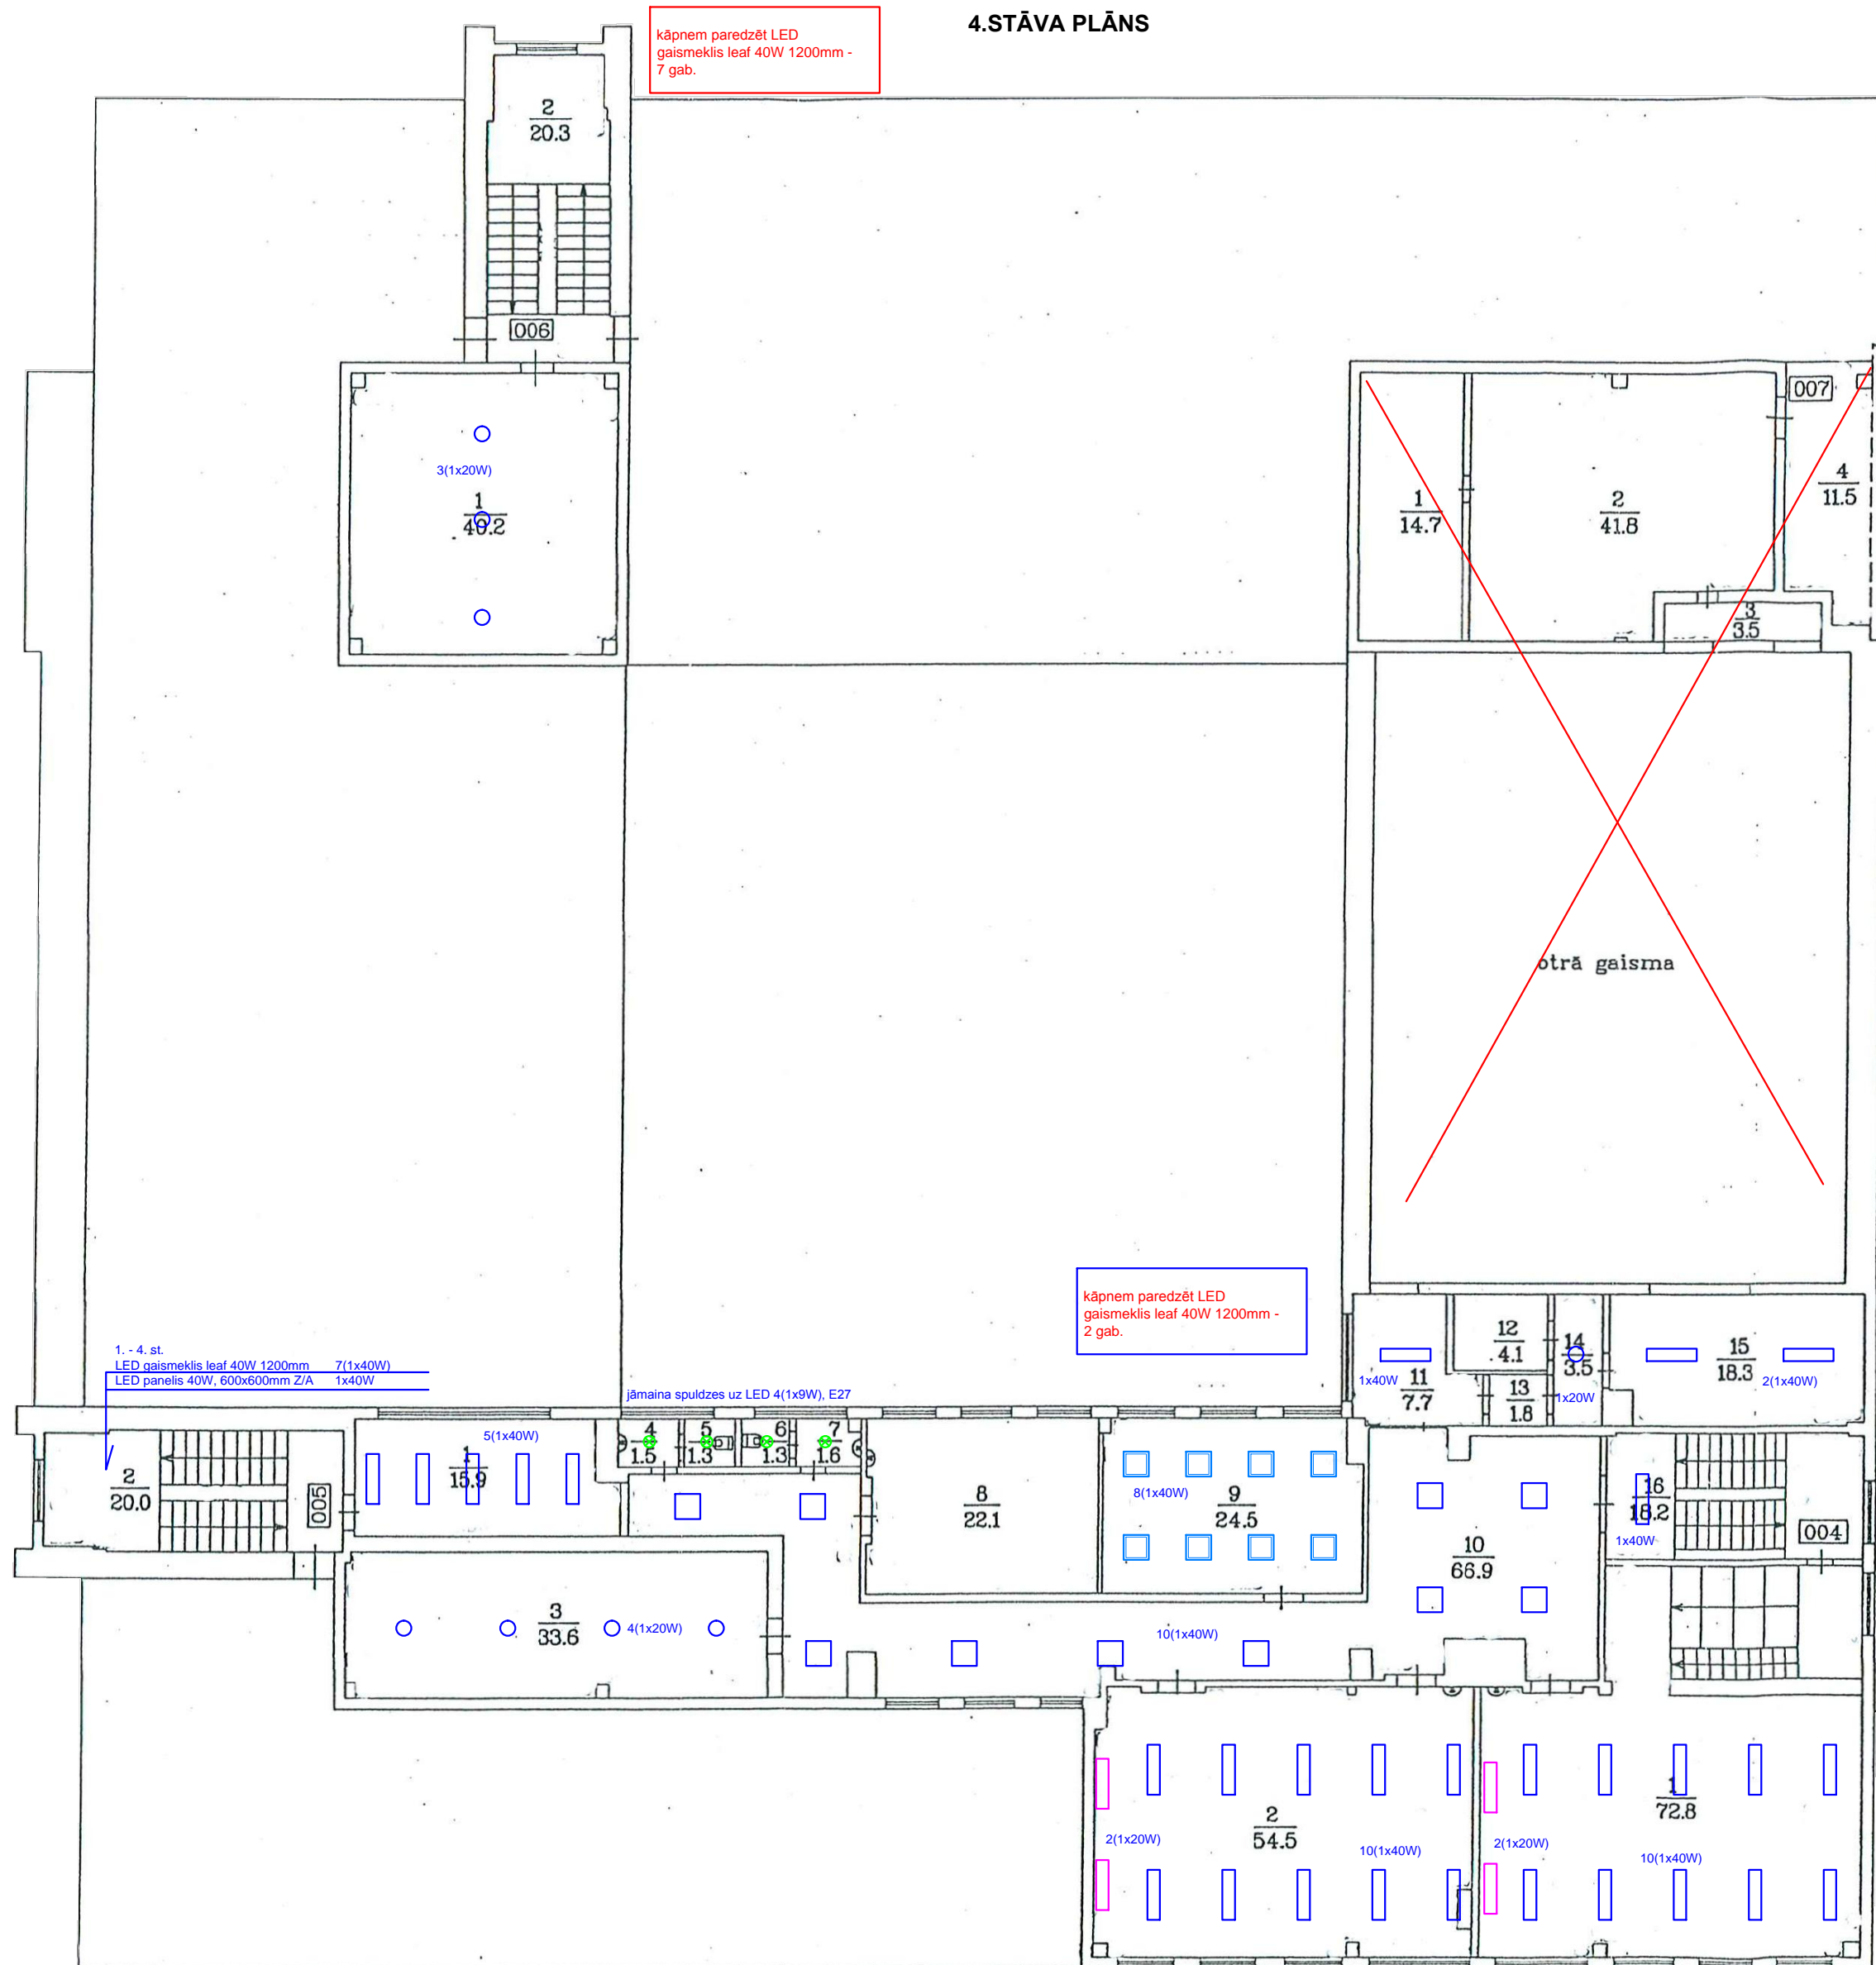 4.STĀVA PLĀNS
kāpnem paredzēt LED
gaismeklis leaf 40W 1200mm -
7 gab.
2
20.3
006
3(1x20W)
1
40.2
007
1
14.7
2
41.8
4
11.5
3
3.5
otrā gaisma
kāpnem paredzēt LED
gaismeklis leaf 40W 1200mm -
2 gab.
1. - 4. st.
LED gaismeklis leaf 40W 1200mm 7(1x40W)
LED panelis 40W, 600x600mm Z/A 1x40W
jāmaina spuldzes uz LED 4(1x9W), E27
1x40W
11
7.7
12
4.1
13
1.8
14
3.5
1x20W
15
18.3
2(1x40W)
2
20.0
005
5(1x40W)
1
15.9
4
1.5
5
1.3
6
1.3
7
1.6
8
22.1
8(1x40W)
9
24.5
10
66.9
16
18.2
1x40W
004
3
33.6
4(1x20W)
10(1x40W)
2(1x20W)
2
54.5
10(1x40W)
2(1x20W)
1
72.8
10(1x40W)